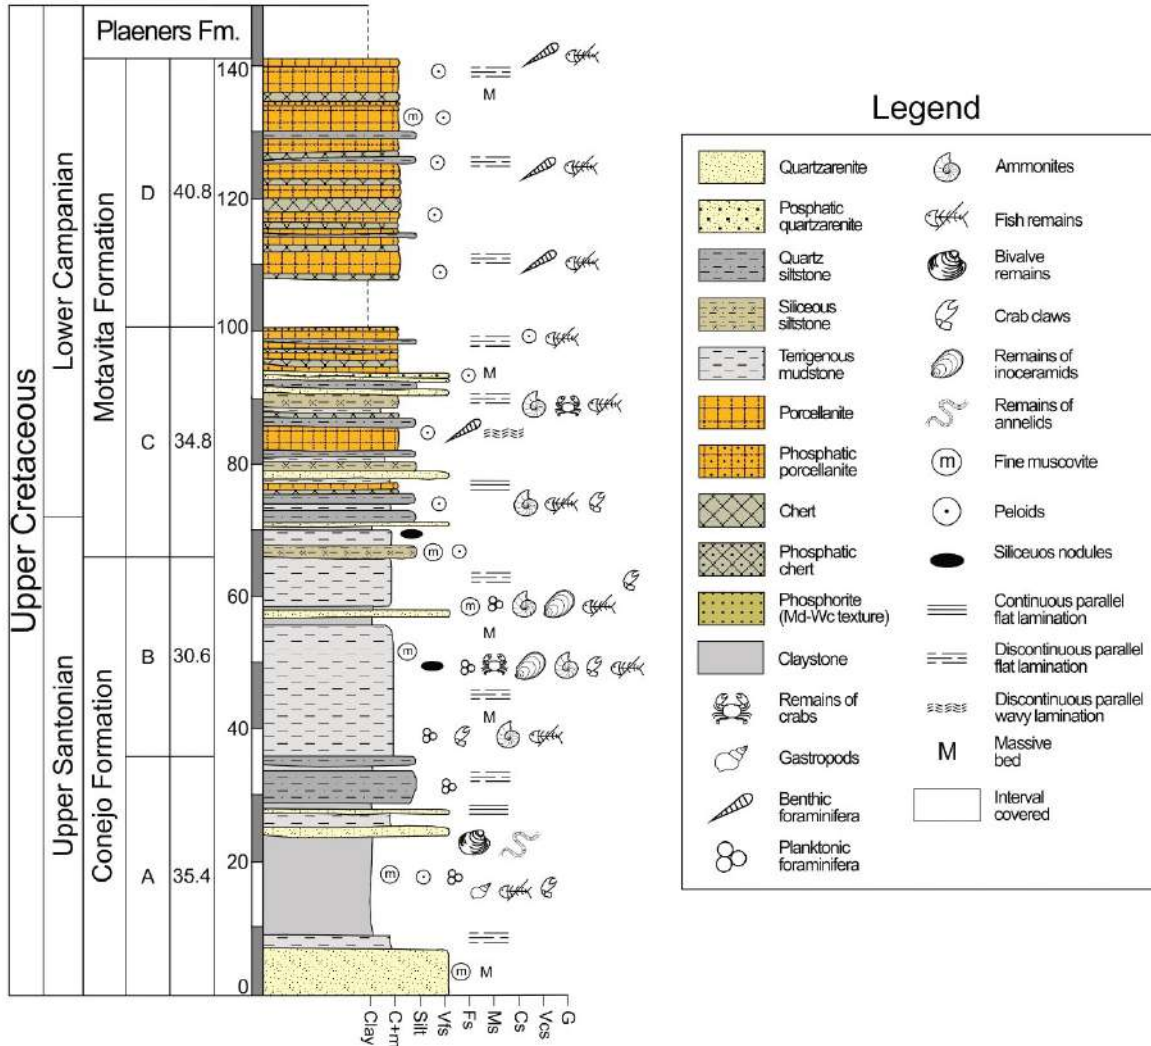 Plaeners Fm.
Upper Cretaceous
Lower Campanian
Upper Santonian
Motavita Formation
Conejo Formation
D
40.8
C
34.8
B
30.6
A
35.4
140
120
100
80
60
40
20
0
M
m
M
m
m
M
m
M
m
m
M
Clay
C+m
Silt
Vfs
Fs
Ms
Cs
Vcs
G
Legend
Quartzarenite
Posphatic
quartzarenite
Quartz
siltstone
Siliceous
siltstone
Terrigenous
mudstone
Porcellanite
Phosphatic
porcellanite
Chert
Phosphatic
chert
Phosphorite
(Md-Wc texture)
Claystone
Remains of
crabs
Gastropods
Benthic
foraminifera
Planktonic
foraminifera
Ammonites
Fish remains
Bivalve
remains
Crab claws
Remains of
inoceramids
Remains of
annelids
m
Fine muscovite
Peloids
Siliceuos nodules
Continuous parallel
flat lamination
Discontinuous parallel
flat lamination
Discontinuous parallel
wavy lamination
M
Massive
bed
Interval
covered